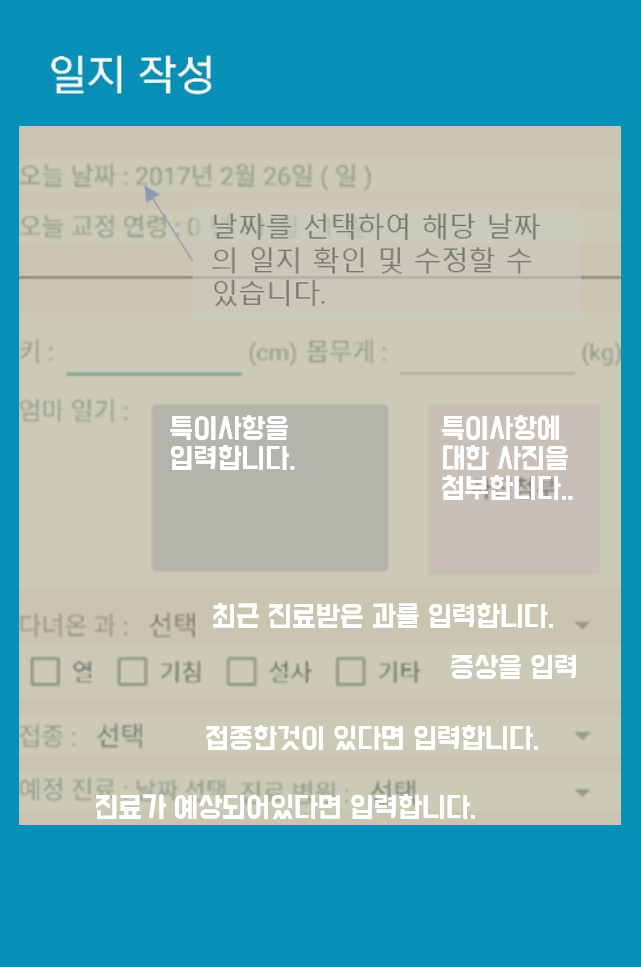 일지 작성
오늘 날짜 : 2017년 2월 26일 ( 일 )
오늘 교정 연령 : 0
날짜를 선택하여 해당 날짜
의 일지 확인 및 수정할 수
있습니다.
키 : (cm) 몸무게 : (kg)
엄마 일기 :
특이사항을
입력합니다.
특이사항에
대한 사진을
첨부합니다..
다녀온 과 : 선택 최근 진료받은 과를 입력합니다.
열 기침 설사 기타 증상을 입력
접종 : 선택 접종한것이 있다면 입력합니다.
예정 진료 : 날짜 선택 진료 병원 : 선택
진료가 예상되어있다면 입력합니다.